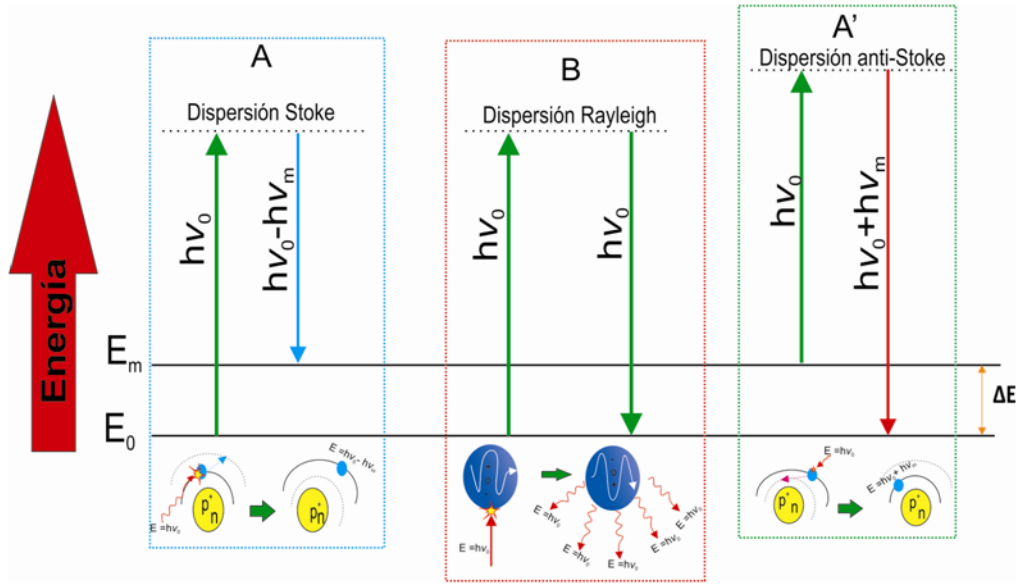 A
Dispersión Stoke
hν₀
hν₀-hνₘ
B
Dispersión Rayleigh
hν₀
hν₀
A’
Dispersión anti-Stoke
hν₀
hν₀+hνₘ
Energía
Eₘ
E₀
ΔE
E =hν₀
p⁺
n
E =hν₀- hνₘ
p⁺
n
E =hν₀
E =hν₀
E =hν₀
E =hν₀
E =hν₀
E =hν₀
E =hν₀
p⁺
n
E =hν₀+ hνₘ
p⁺
n